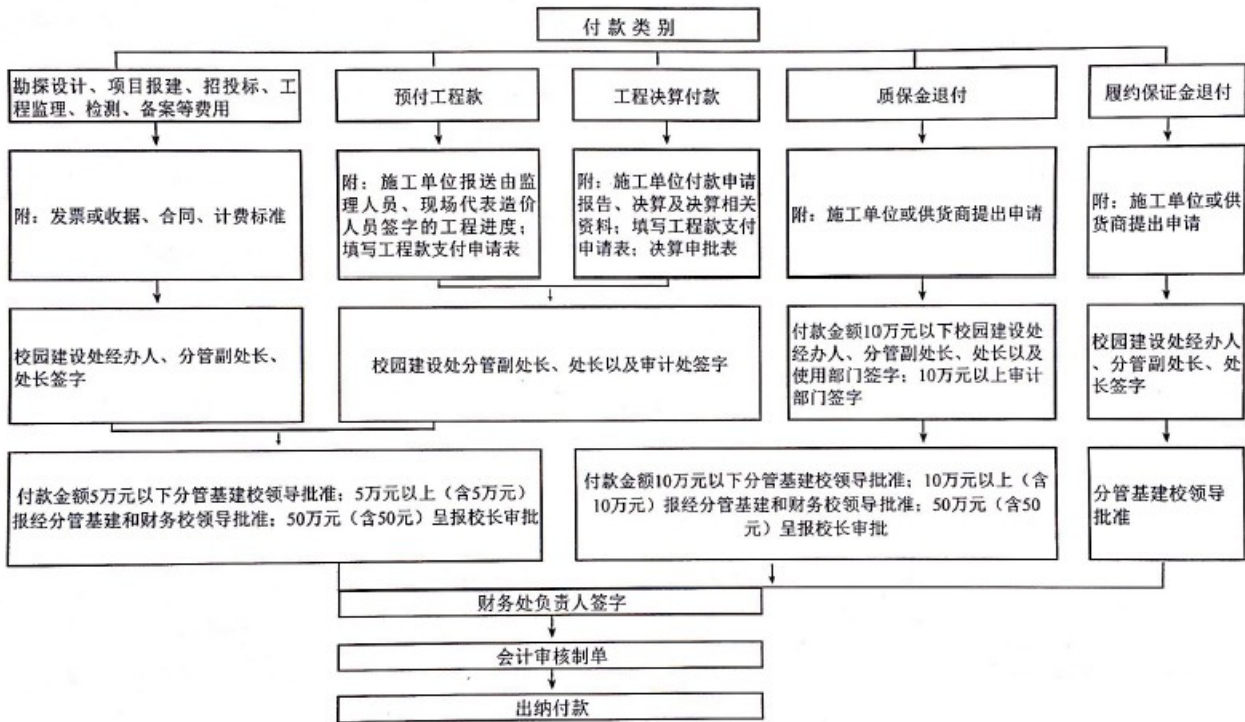 付款类别
勘探设计、项目报建、招投标、工
程监理、检测、备案等费用
预付工程款
工程决算付款
质保金退付
履约保证金退付
附：发票或收据、合同、计费标准
附：施工单位报送由监
理人员、现场代表造价
人员签字的工程进度；
填写工程款支付申请表
附：施工单位付款申请
报告、决算及决算相关
资料；填写工程款支付
申请表；决算审批表
附：施工单位或供货商提出申请
附：施工单位或供
货商提出申请
校园建设处经办人、分管副处长、
处长签字
校园建设处分管副处长、处长以及审计处签字
付款金额10万元以下校园建设处
经办人、分管副处长、处长以及
使用部门签字；10万元以上审计
部门签字
校园建设处经办人
、分管副处长、处
长签字
付款金额5万元以下分管基建校领导批准；5万元以上（含5万元）
报经分管基建和财务校领导批准；50万元（含50元）呈报校长审批
付款金额10万元以下分管基建校领导批准；10万元以上（含
10万元）报经分管基建和财务校领导批准；50万元（含50
元）呈报校长审批
分管基建校领导
批准
财务处负责人签字
会计审核制单
出纳付款